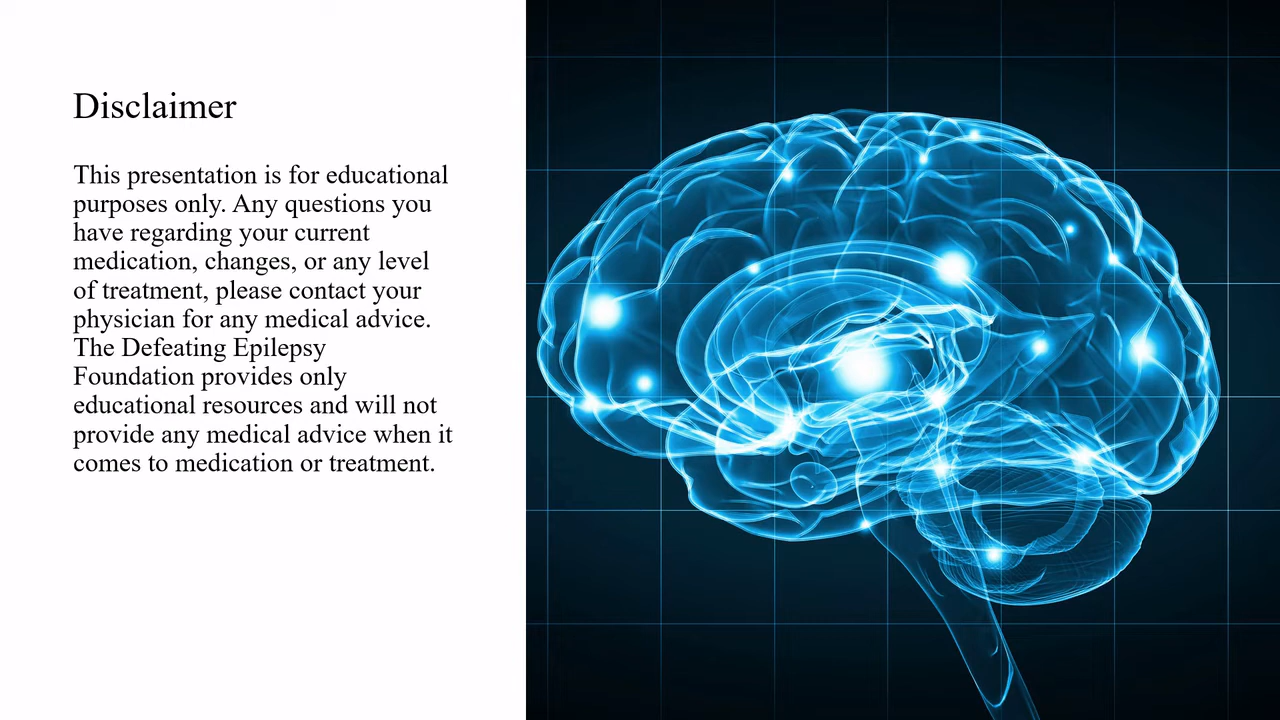 Disclaimer
This presentation is for educational
purposes only. Any questions you
have regarding your current
medication, changes, or any level
of treatment, please contact your
physician for any medical advice.
The Defeating Epilepsy
Foundation provides only
educational resources and will not
provide any medical advice when it
comes to medication or treatment.